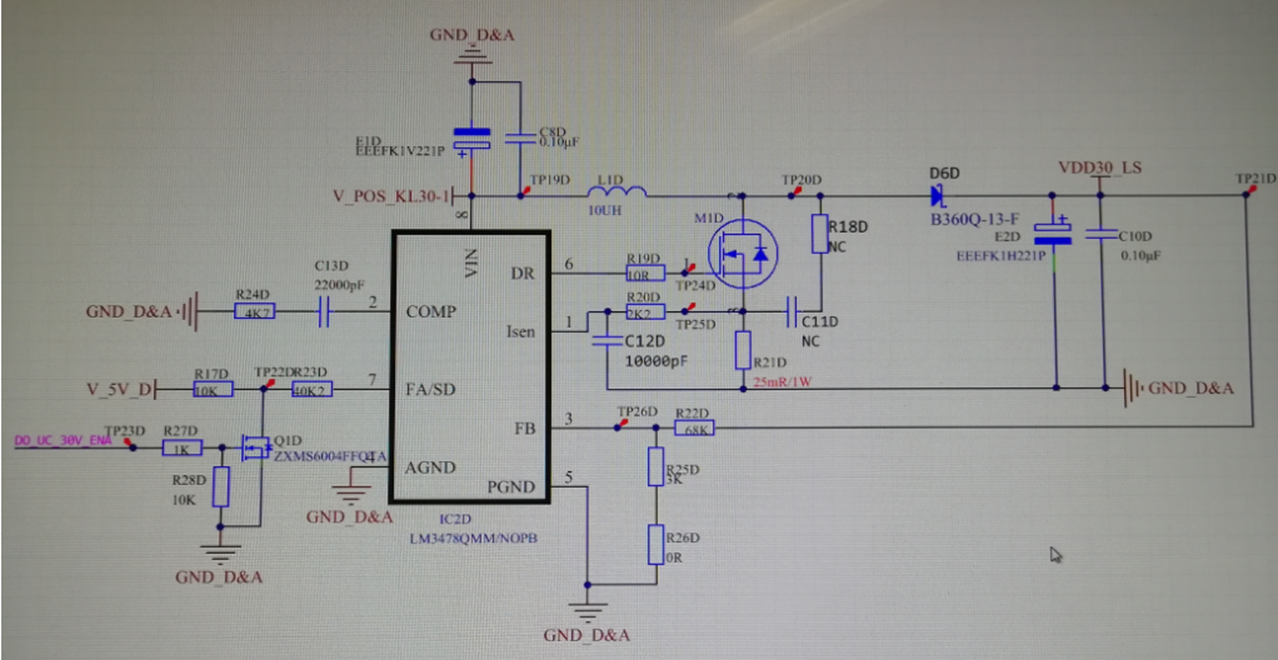 GND_D&A
E1D
EEEFK1V221P
+
C8D
0.10µF
V_POS_KL30-1
TP19D
L1D
10UH
TP20D
D6D
B360Q-13-F
VDD30_LS
TP21D
8
2
M1D
R18D
NC
+
E2D
EEEFK1H221P
C10D
0.10µF
VIN
DR
6
R19D
10R
1
TP24D
C13D
22000pF
R24D
4K7
GND_D&A
2
COMP
Isen
1
R20D
2K2
TP25D
3
C11D
NC
C12D
10000pF
R21D
25mR/1W
GND_D&A
V_5V_D
R17D
10K
TP22D
R23D
40K2
7
FA/SD
FB
3
TP26D
R22D
68K
DO_UC_30V_ENA
TP23D
R27D
1K
Q1D
ZXMS6004FFQTA
R28D
10K
4
AGND
GND_D&A
PGND
5
R25D
3K
IC2D
LM3478QMM/NOPB
R26D
0R
GND_D&A
GND_D&A